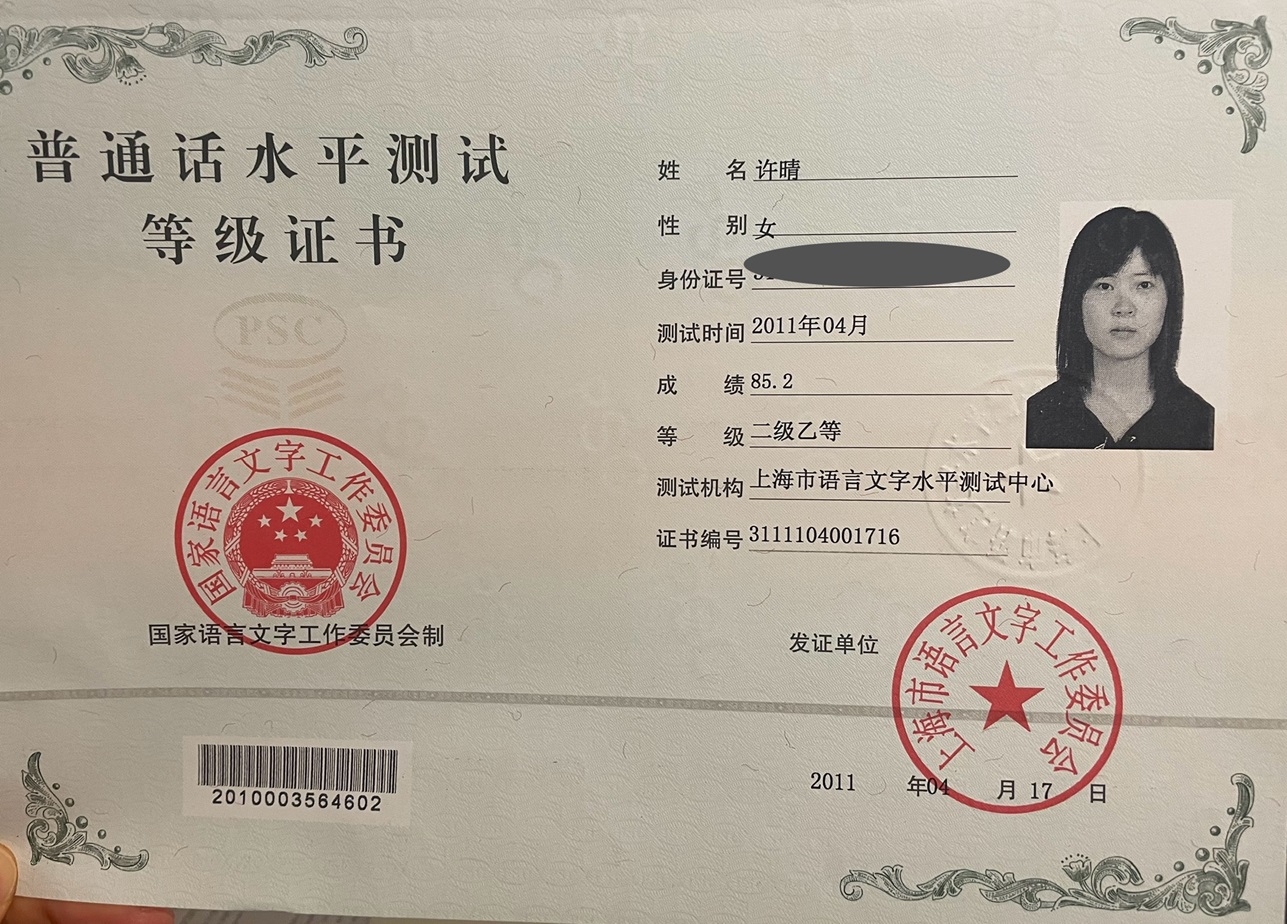 普通话水平测试
等级证书
PSC
国家语言文字工作委员会
国家语言文字工作委员会制
2010003564602
姓名 许晴
性别 女
身份证号
测试时间 2011年04月
成绩 85.2
等级 二级乙等
测试机构 上海市语言文字水平测试中心
证书编号 3111104001716
发证单位
上海市语言文字工作委员会
2011 年04 月 17 日